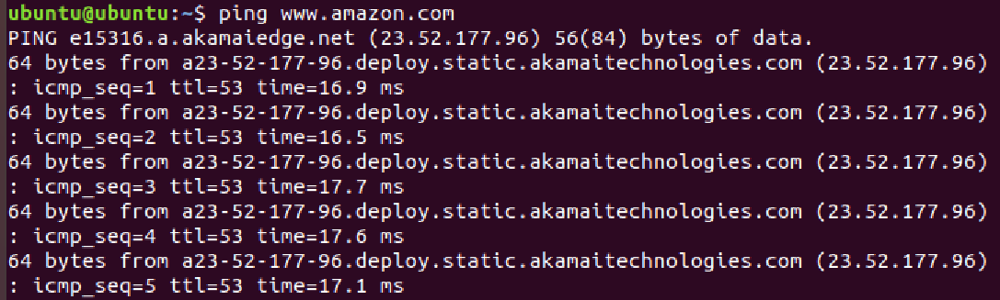 ubuntu@ubuntu:~$ ping www.amazon.com
PING e15316.a.akamaiedge.net (23.52.177.96) 56(84) bytes of data.
64 bytes from a23-52-177-96.deploy.static.akamaitechnologies.com (23.52.177.96)
: icmp_seq=1 ttl=53 time=16.9 ms
64 bytes from a23-52-177-96.deploy.static.akamaitechnologies.com (23.52.177.96)
: icmp_seq=2 ttl=53 time=16.5 ms
64 bytes from a23-52-177-96.deploy.static.akamaitechnologies.com (23.52.177.96)
: icmp_seq=3 ttl=53 time=17.7 ms
64 bytes from a23-52-177-96.deploy.static.akamaitechnologies.com (23.52.177.96)
: icmp_seq=4 ttl=53 time=17.6 ms
64 bytes from a23-52-177-96.deploy.static.akamaitechnologies.com (23.52.177.96)
: icmp_seq=5 ttl=53 time=17.1 ms